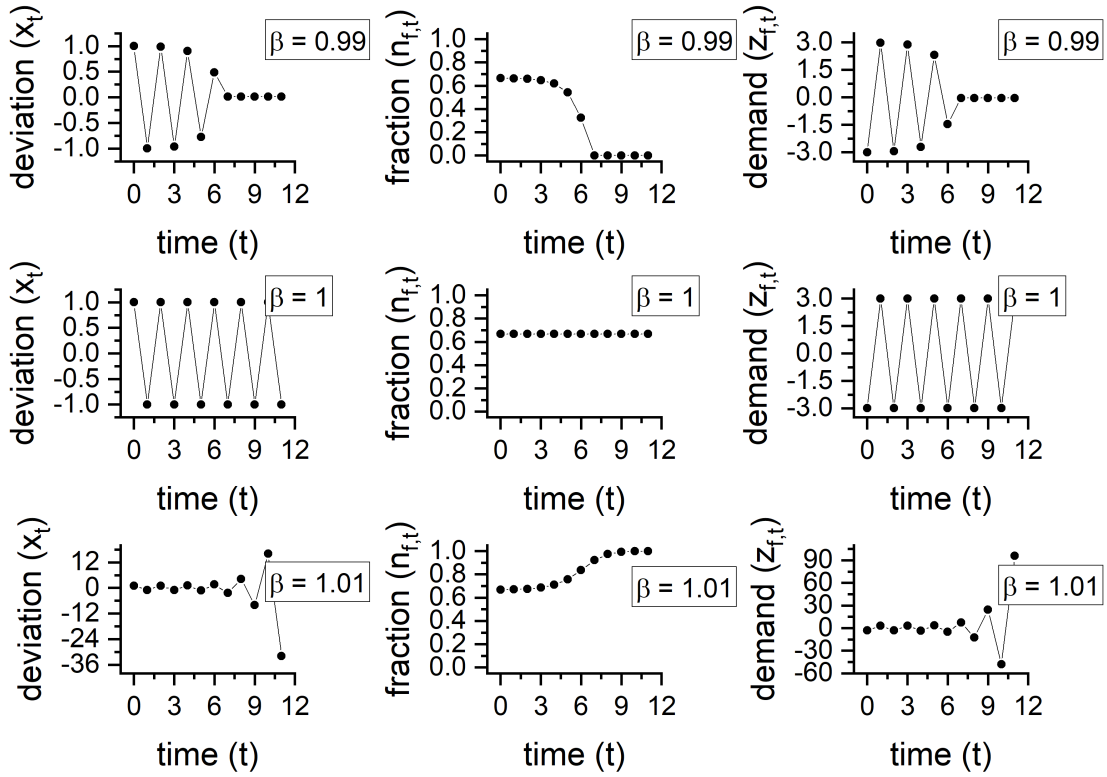 deviation (x_t)
1.0
0.5
0.0
-0.5
-1.0
0 3 6 9 12
time (t)
β = 0.99
fraction (n_f,t)
1.0
0.8
0.6
0.4
0.2
0.0
0 3 6 9 12
time (t)
β = 0.99
demand (z_f,t)
3.0
1.5
0.0
-1.5
-3.0
0 3 6 9 12
time (t)
β = 0.99
deviation (x_t)
1.0
0.5
0.0
-0.5
-1.0
0 3 6 9 12
time (t)
β = 1
fraction (n_f,t)
1.0
0.8
0.6
0.4
0.2
0.0
0 3 6 9 12
time (t)
β = 1
demand (z_f,t)
3.0
1.5
0.0
-1.5
-3.0
0 3 6 9 12
time (t)
β = 1
deviation (x_t)
12
0
-12
-24
-36
0 3 6 9 12
time (t)
β = 1.01
fraction (n_f,t)
1.0
0.8
0.6
0.4
0.2
0.0
0 3 6 9 12
time (t)
β = 1.01
demand (z_f,t)
90
60
30
0
-30
-60
0 3 6 9 12
time (t)
β = 1.01